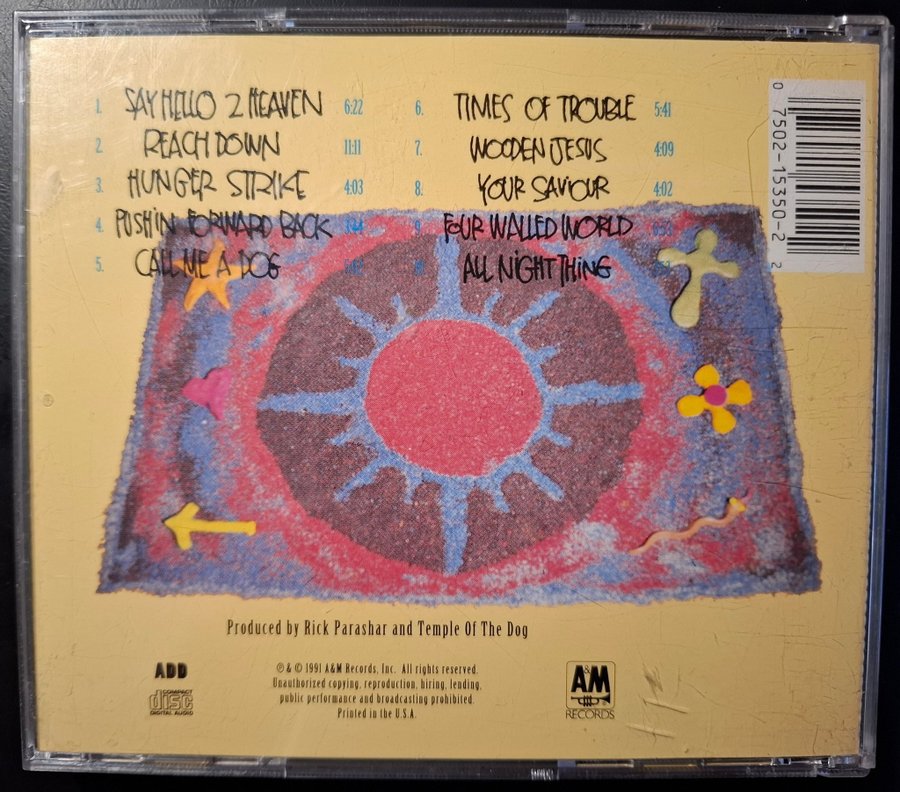 1. SAY HELLO 2 HEAVEN 6:22
2. REACH DOWN 11:11
3. HUNGER STRIKE 4:03
4. PUSHIN FORWARD BACK
5. CALL ME A DOG
6. TIMES OF TROUBLE 5:41
7. WOODEN JESUS 4:09
8. YOUR SAVIOUR 4:02
9. FOUR WALLED WORLD
ALL NIGHT THING
0 7502-15350-2 2
Produced by Rick Parashar and Temple Of The Dog
ADD
COMPACT
disc
DIGITAL AUDIO
℗ & © 1991 A&M Records, Inc. All rights reserved.
Unauthorized copying, reproduction, hiring, lending,
public performance and broadcasting prohibited.
Printed in the U.S.A.
A&M
RECORDS